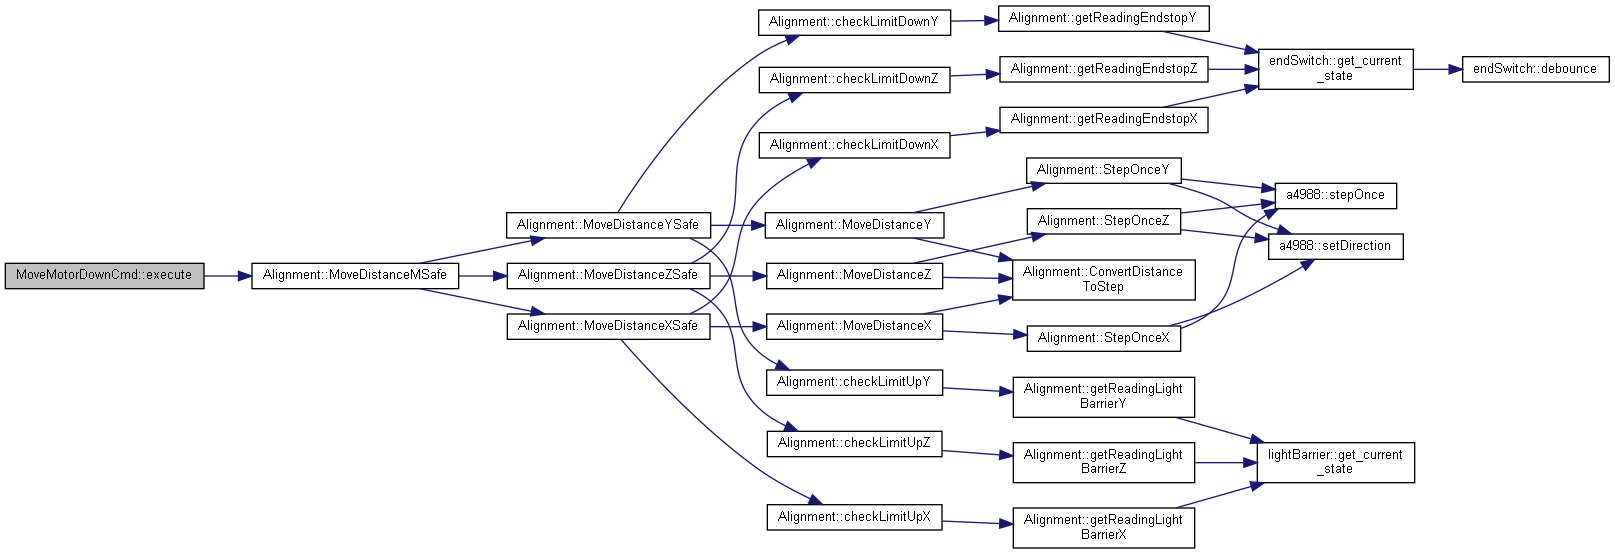 MoveMotorDownCmd::execute
Alignment::MoveDistanceMSafe
Alignment::MoveDistanceYSafe
Alignment::MoveDistanceZSafe
Alignment::MoveDistanceXSafe
Alignment::checkLimitDownY
Alignment::checkLimitDownZ
Alignment::checkLimitDownX
Alignment::MoveDistanceY
Alignment::MoveDistanceZ
Alignment::MoveDistanceX
Alignment::checkLimitUpY
Alignment::checkLimitUpZ
Alignment::checkLimitUpX
Alignment::getReadingEndstopY
Alignment::getReadingEndstopZ
Alignment::getReadingEndstopX
Alignment::StepOnceY
Alignment::StepOnceZ
Alignment::ConvertDistance
ToStep
Alignment::StepOnceX
Alignment::getReadingLight
BarrierY
Alignment::getReadingLight
BarrierZ
Alignment::getReadingLight
BarrierX
endSwitch::get_current
_state
a4988::stepOnce
a4988::setDirection
lightBarrier::get_current
_state
endSwitch::debounce